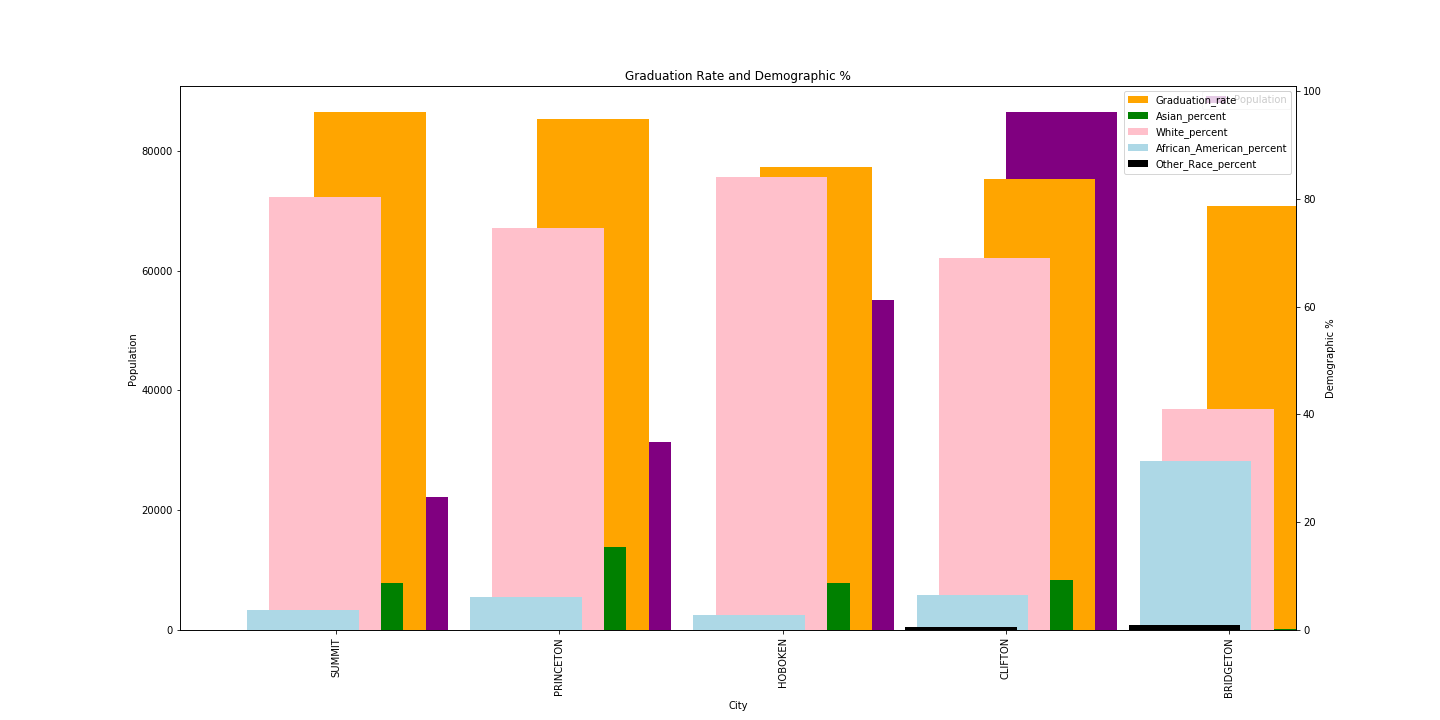 Graduation Rate and Demographic %
Graduation_rate
Population
Asian_percent
White_percent
African_American_percent
Other_Race_percent
80000
60000
40000
20000
0
Population
100
80
60
40
20
0
Demographic %
SUMMIT
PRINCETON
HOBOKEN
CLIFTON
BRIDGETON
City